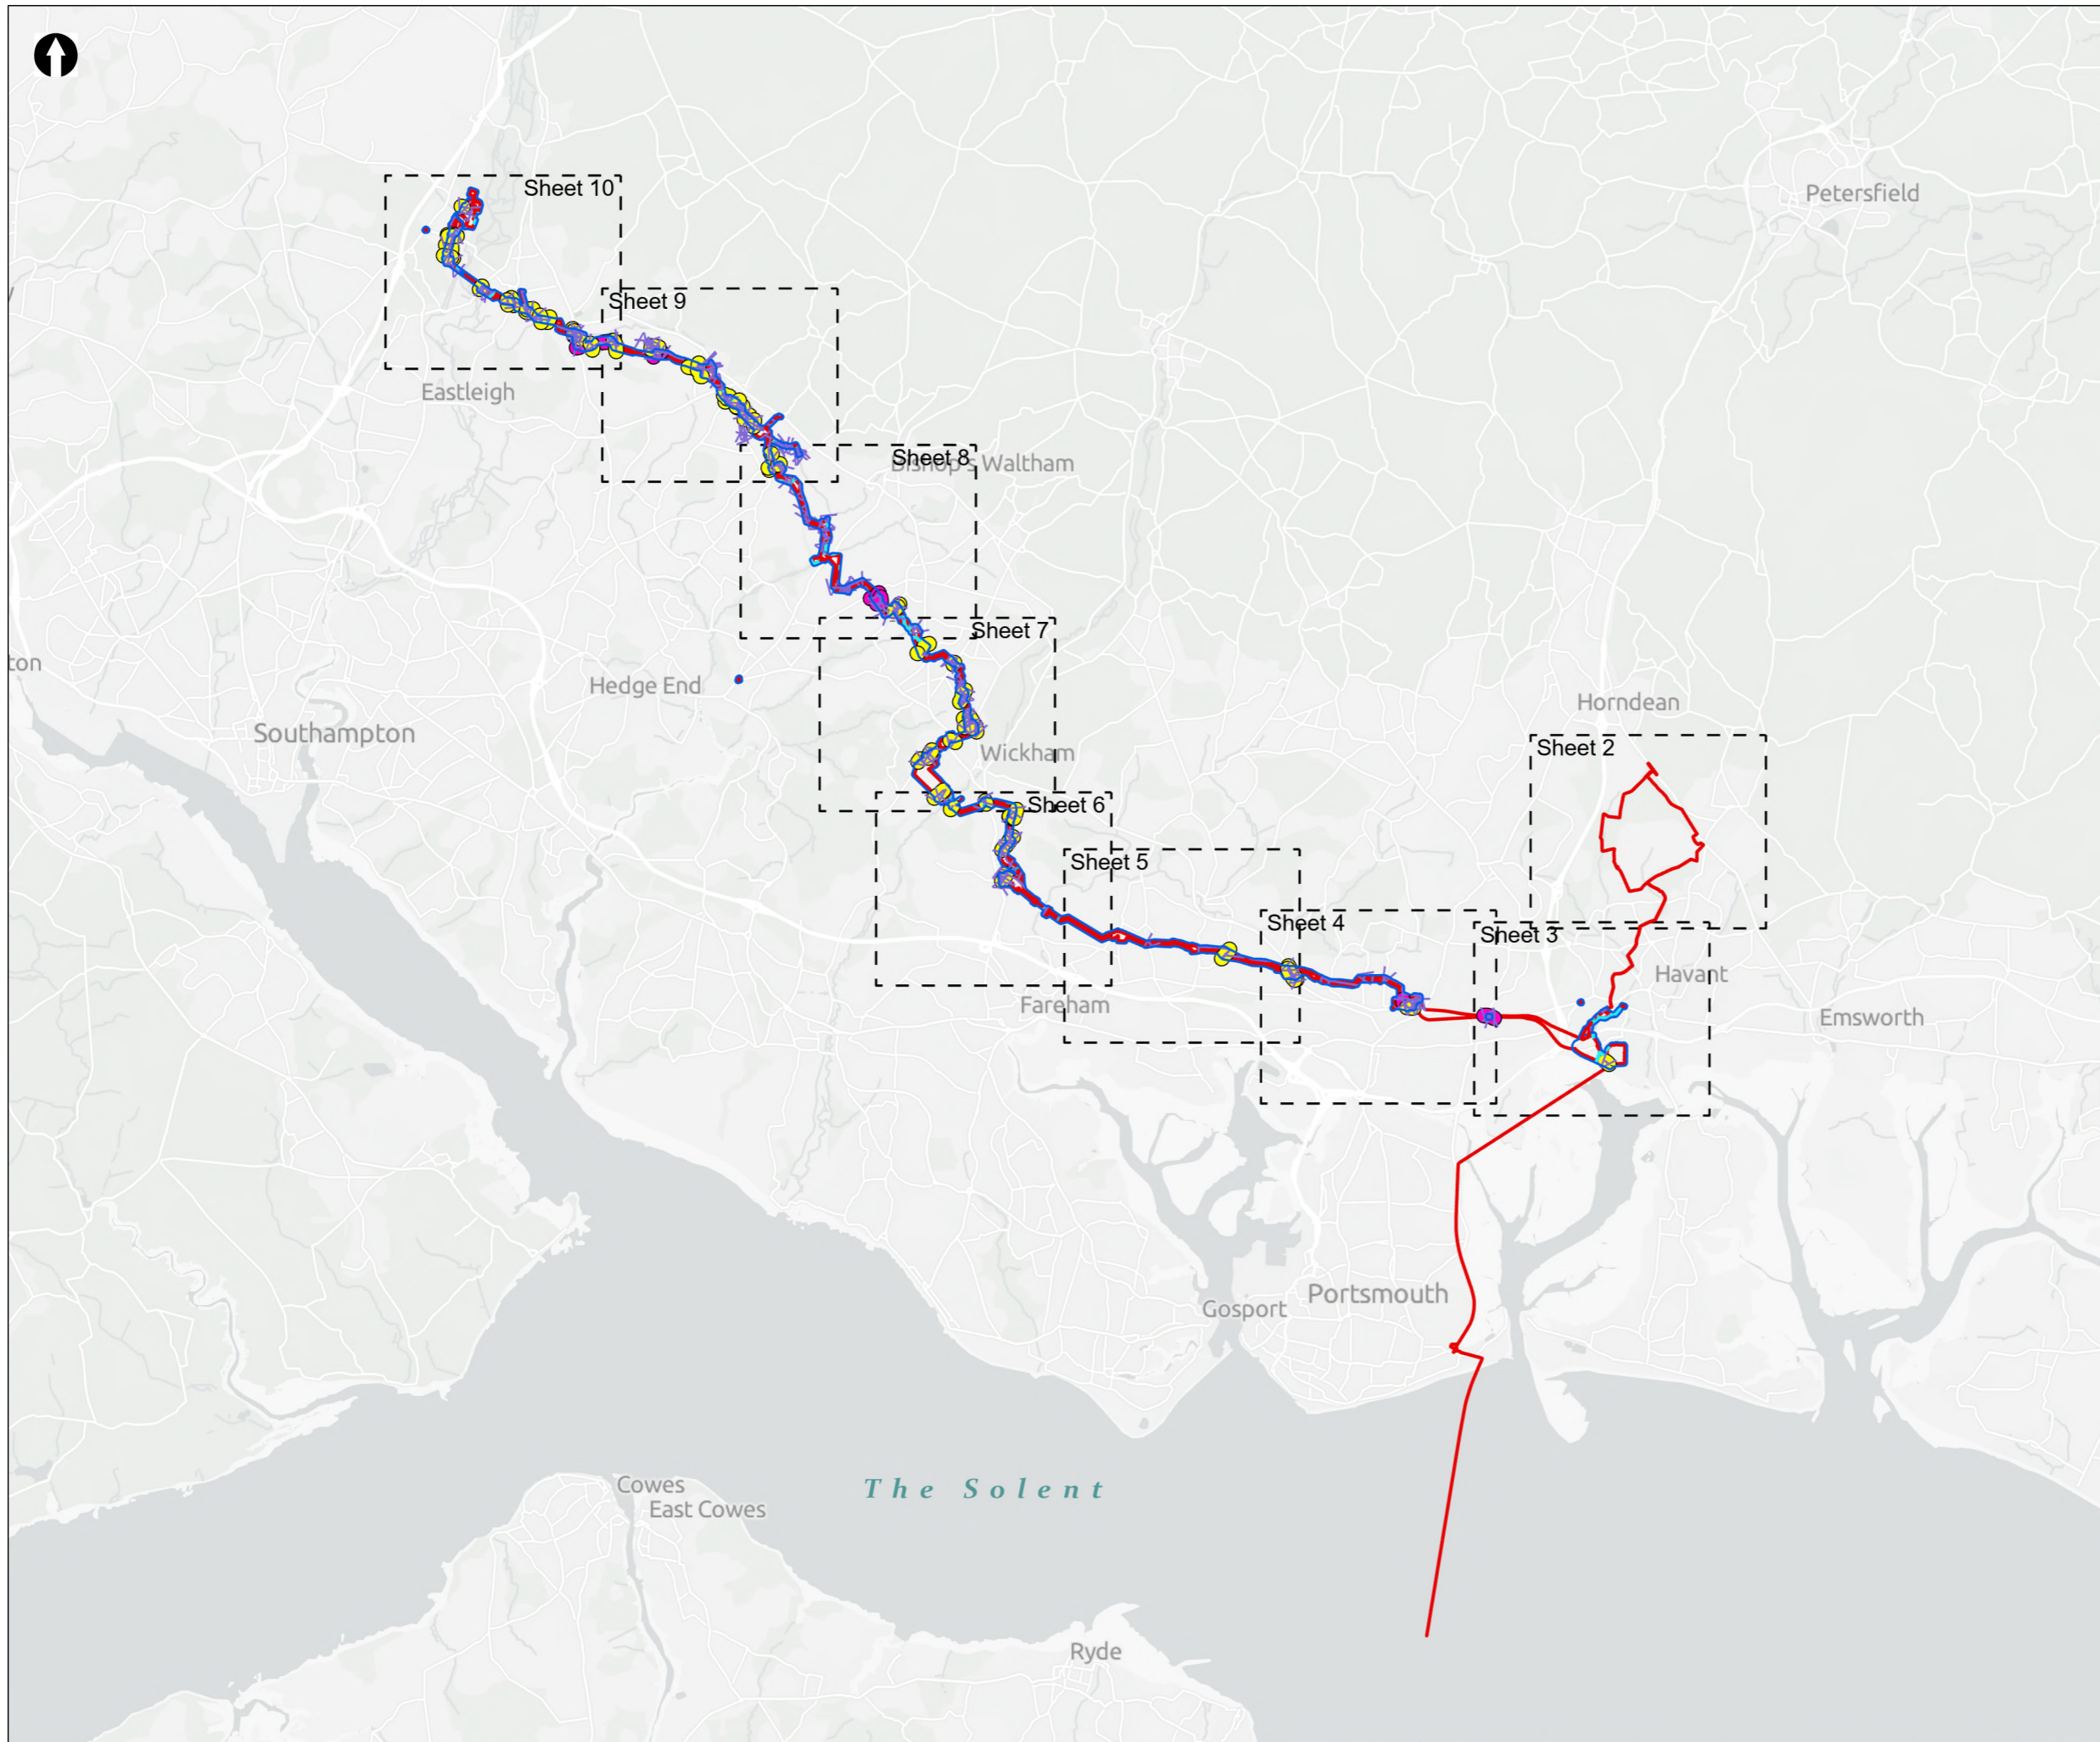 Sheet 10
Petersfield
Sheet 9
Eastleigh
Sheet 8
Bishop's Waltham
Sheet 7
ton
Hedge End
Horndean
Southampton
Sheet 2
Wickham
Sheet 6
Sheet 5
Sheet 4
Sheet 3
Havant
Fareham
Emsworth
Portsmouth
Gosport
Cowes
The Solent
East Cowes
Ryde